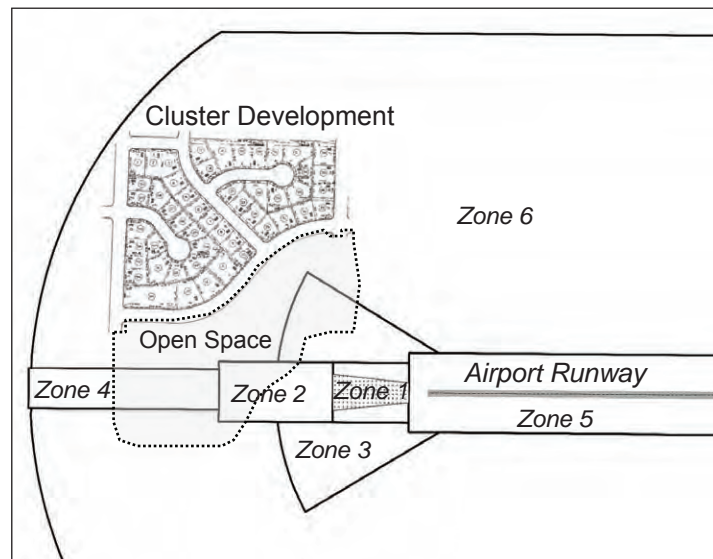 Cluster Development
Zone 6
Open Space
Zone 4
Zone 2
Zone 1
Airport Runway
Zone 5
Zone 3